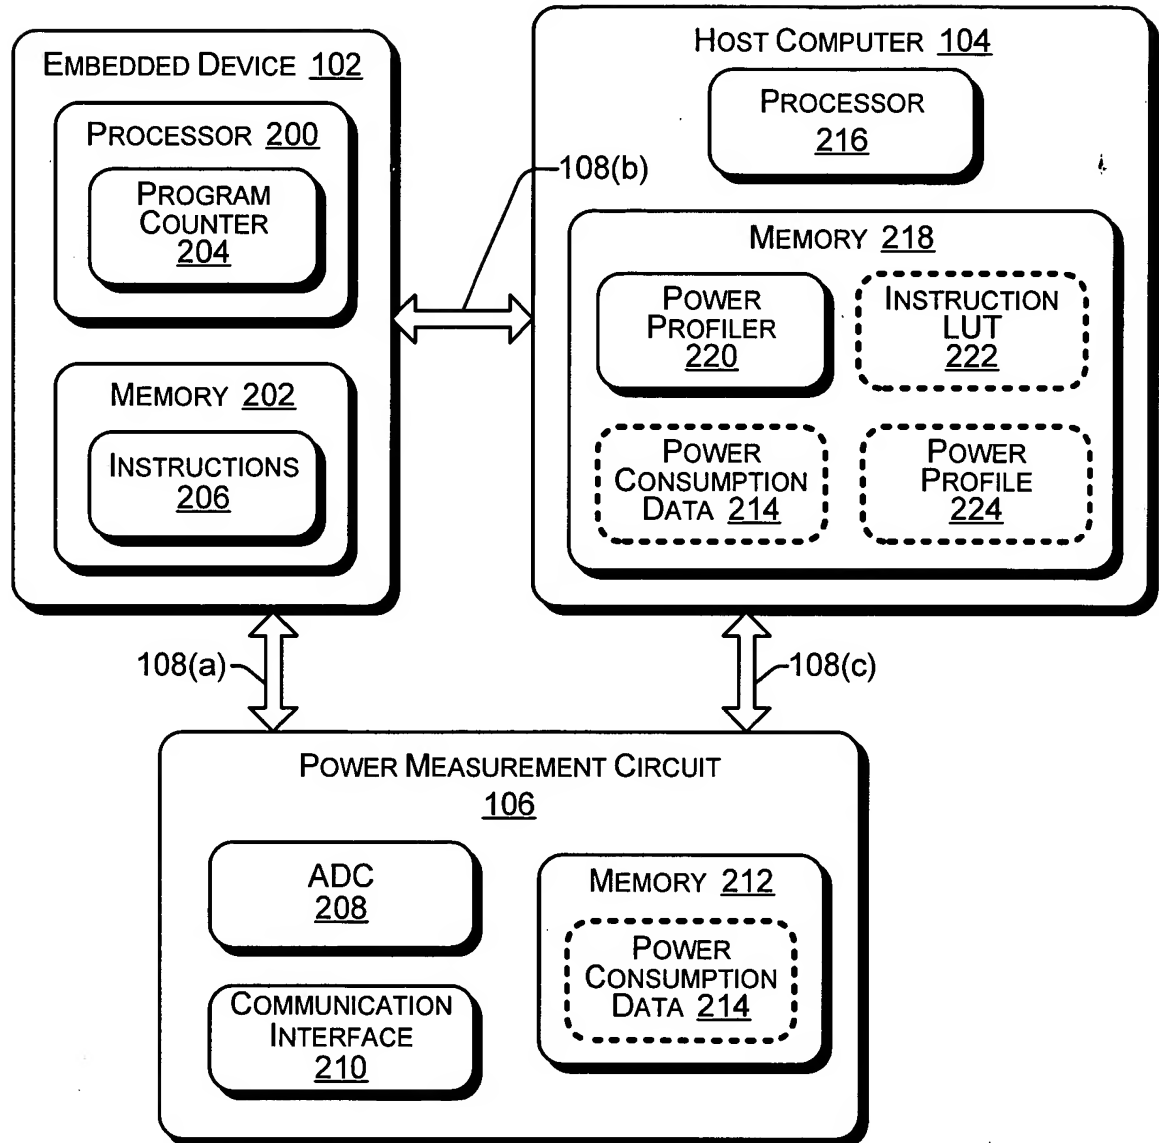 EMBEDDED DEVICE 102
PROCESSOR 200
PROGRAM
COUNTER
204
MEMORY 202
INSTRUCTIONS
206
108(b)
HOST COMPUTER 104
PROCESSOR
216
MEMORY 218
POWER
PROFILER
220
INSTRUCTION
LUT
222
POWER
CONSUMPTION
DATA 214
POWER
PROFILE
224
108(a)
108(c)
POWER MEASUREMENT CIRCUIT
106
ADC
208
COMMUNICATION
INTERFACE
210
MEMORY 212
POWER
CONSUMPTION
DATA 214